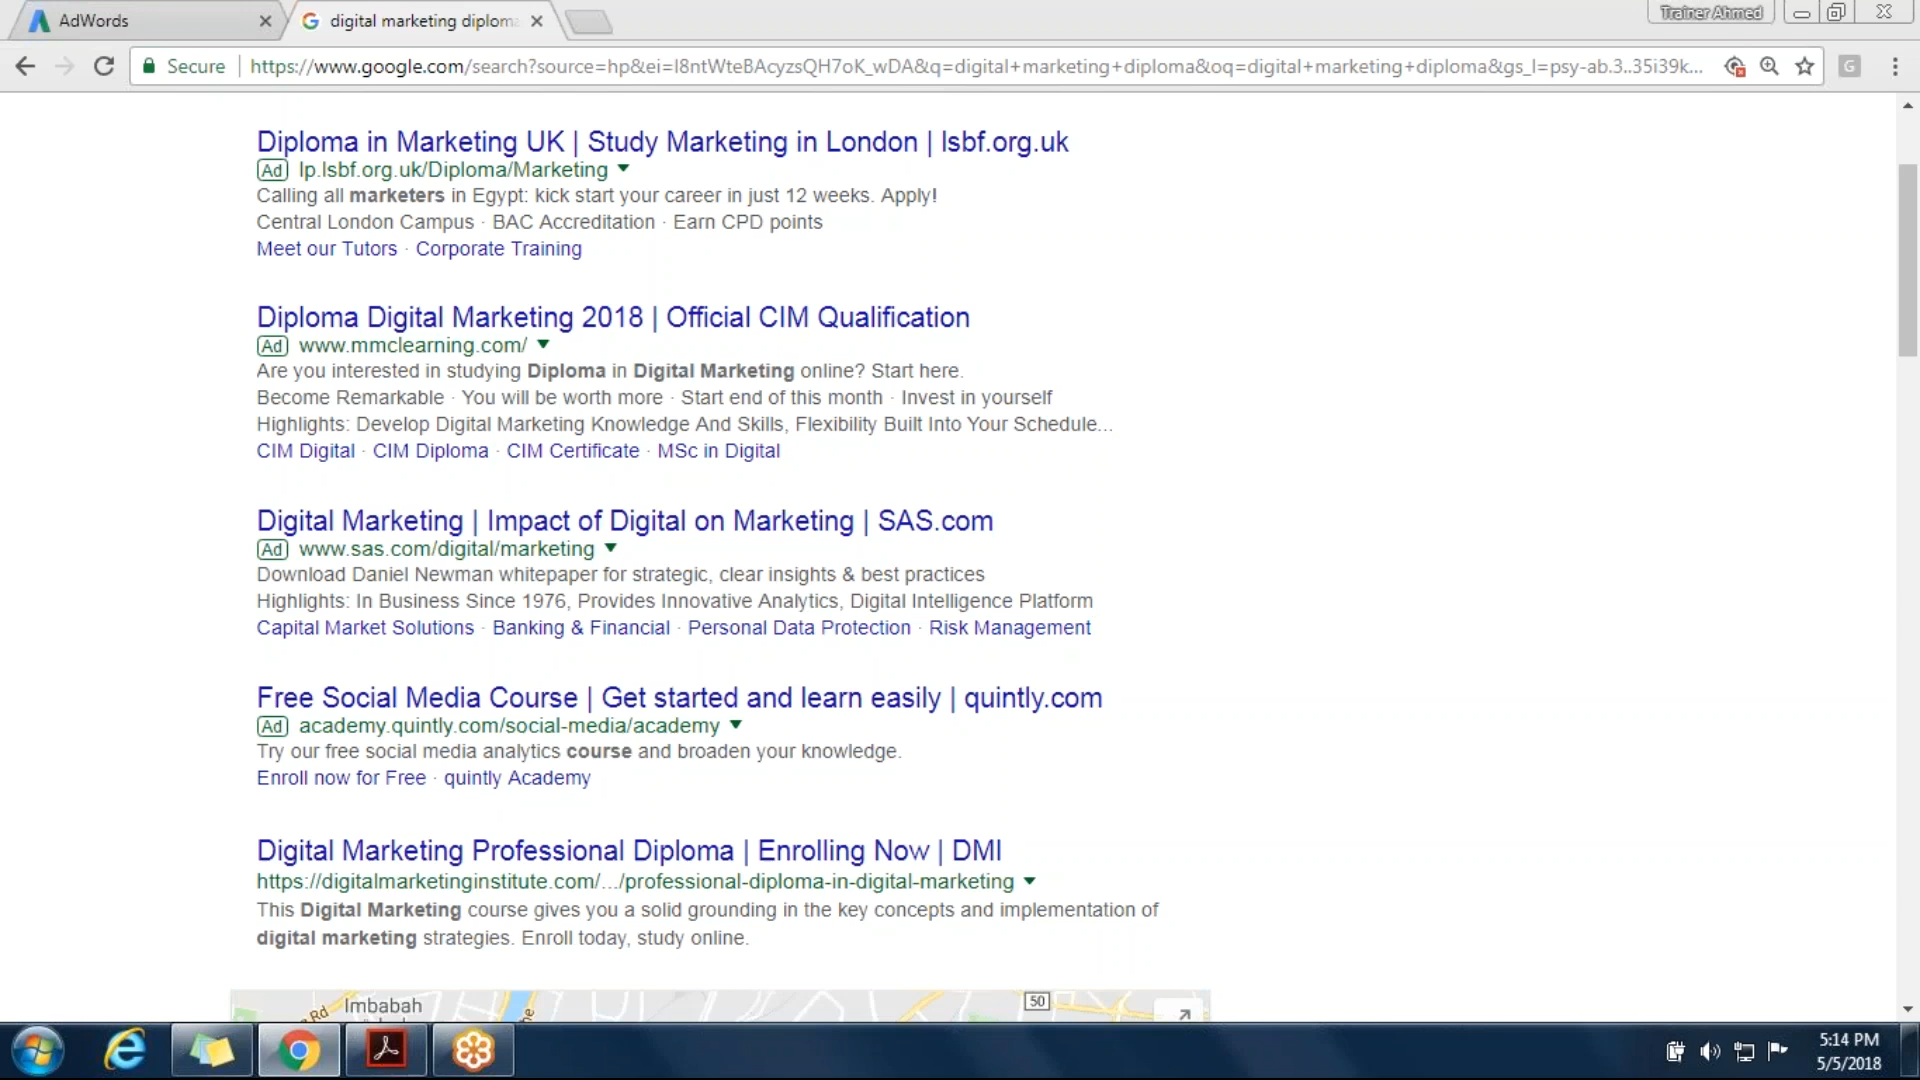 AdWords
digital marketing diploma
Trainer Ahmed
Secure
https://www.google.com/search?source=hp&ei=I8ntWteBAcyzsQH7oK_wDA&q=digital+marketing+diploma&oq=digital+marketing+diploma&gs_l=psy-ab.3..35i39k...
G
Diploma in Marketing UK | Study Marketing in London | lsbf.org.uk
Ad lp.lsbf.org.uk/Diploma/Marketing
Calling all marketers in Egypt: kick start your career in just 12 weeks. Apply!
Central London Campus · BAC Accreditation · Earn CPD points
Meet our Tutors · Corporate Training
Diploma Digital Marketing 2018 | Official CIM Qualification
Ad www.mmclearning.com/
Are you interested in studying Diploma in Digital Marketing online? Start here.
Become Remarkable · You will be worth more · Start end of this month · Invest in yourself
Highlights: Develop Digital Marketing Knowledge And Skills, Flexibility Built Into Your Schedule...
CIM Digital · CIM Diploma · CIM Certificate · MSc in Digital
Digital Marketing | Impact of Digital on Marketing | SAS.com
Ad www.sas.com/digital/marketing
Download Daniel Newman whitepaper for strategic, clear insights & best practices
Highlights: In Business Since 1976, Provides Innovative Analytics, Digital Intelligence Platform
Capital Market Solutions · Banking & Financial · Personal Data Protection · Risk Management
Free Social Media Course | Get started and learn easily | quintly.com
Ad academy.quintly.com/social-media/academy
Try our free social media analytics course and broaden your knowledge.
Enroll now for Free · quintly Academy
Digital Marketing Professional Diploma | Enrolling Now | DMI
https://digitalmarketinginstitute.com/.../professional-diploma-in-digital-marketing
This Digital Marketing course gives you a solid grounding in the key concepts and implementation of
digital marketing strategies. Enroll today, study online.
Imbabah
50
Rd
5:14 PM
5/5/2018